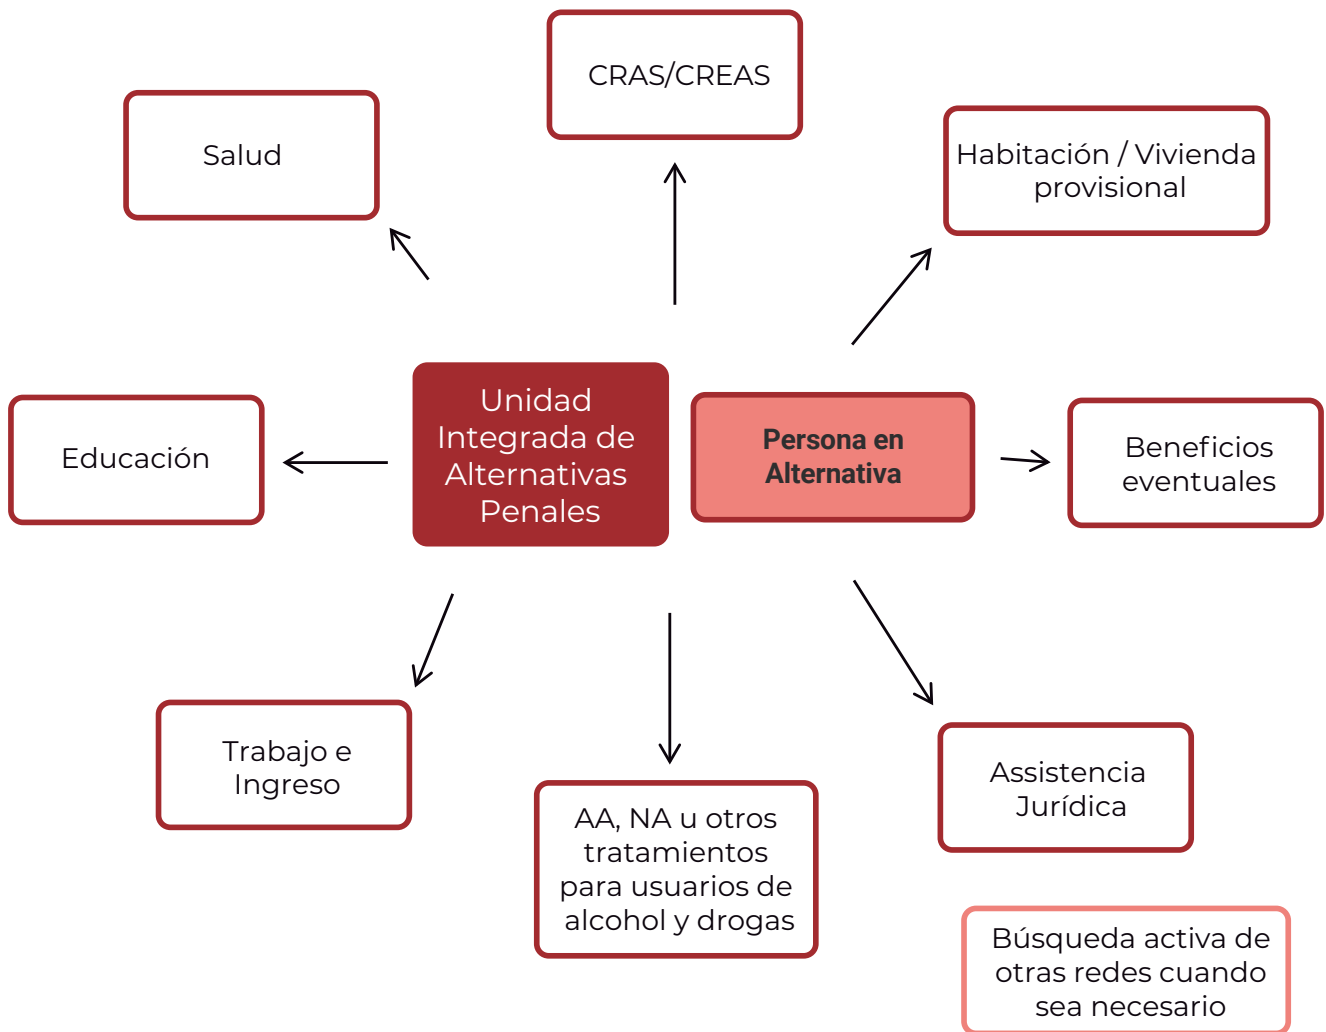 CRAS/CREAS
Salud
Habitación / Vivienda
provisional
Unidad
Integrada de
Alternativas
Penales
Persona en
Alternativa
Educación
Beneficios
eventuales
Trabajo e
Ingreso
AA, NA u otros
tratamientos
para usuarios de
alcohol y drogas
Assistencia
Jurídica
Búsqueda activa de
otras redes cuando
sea necesario